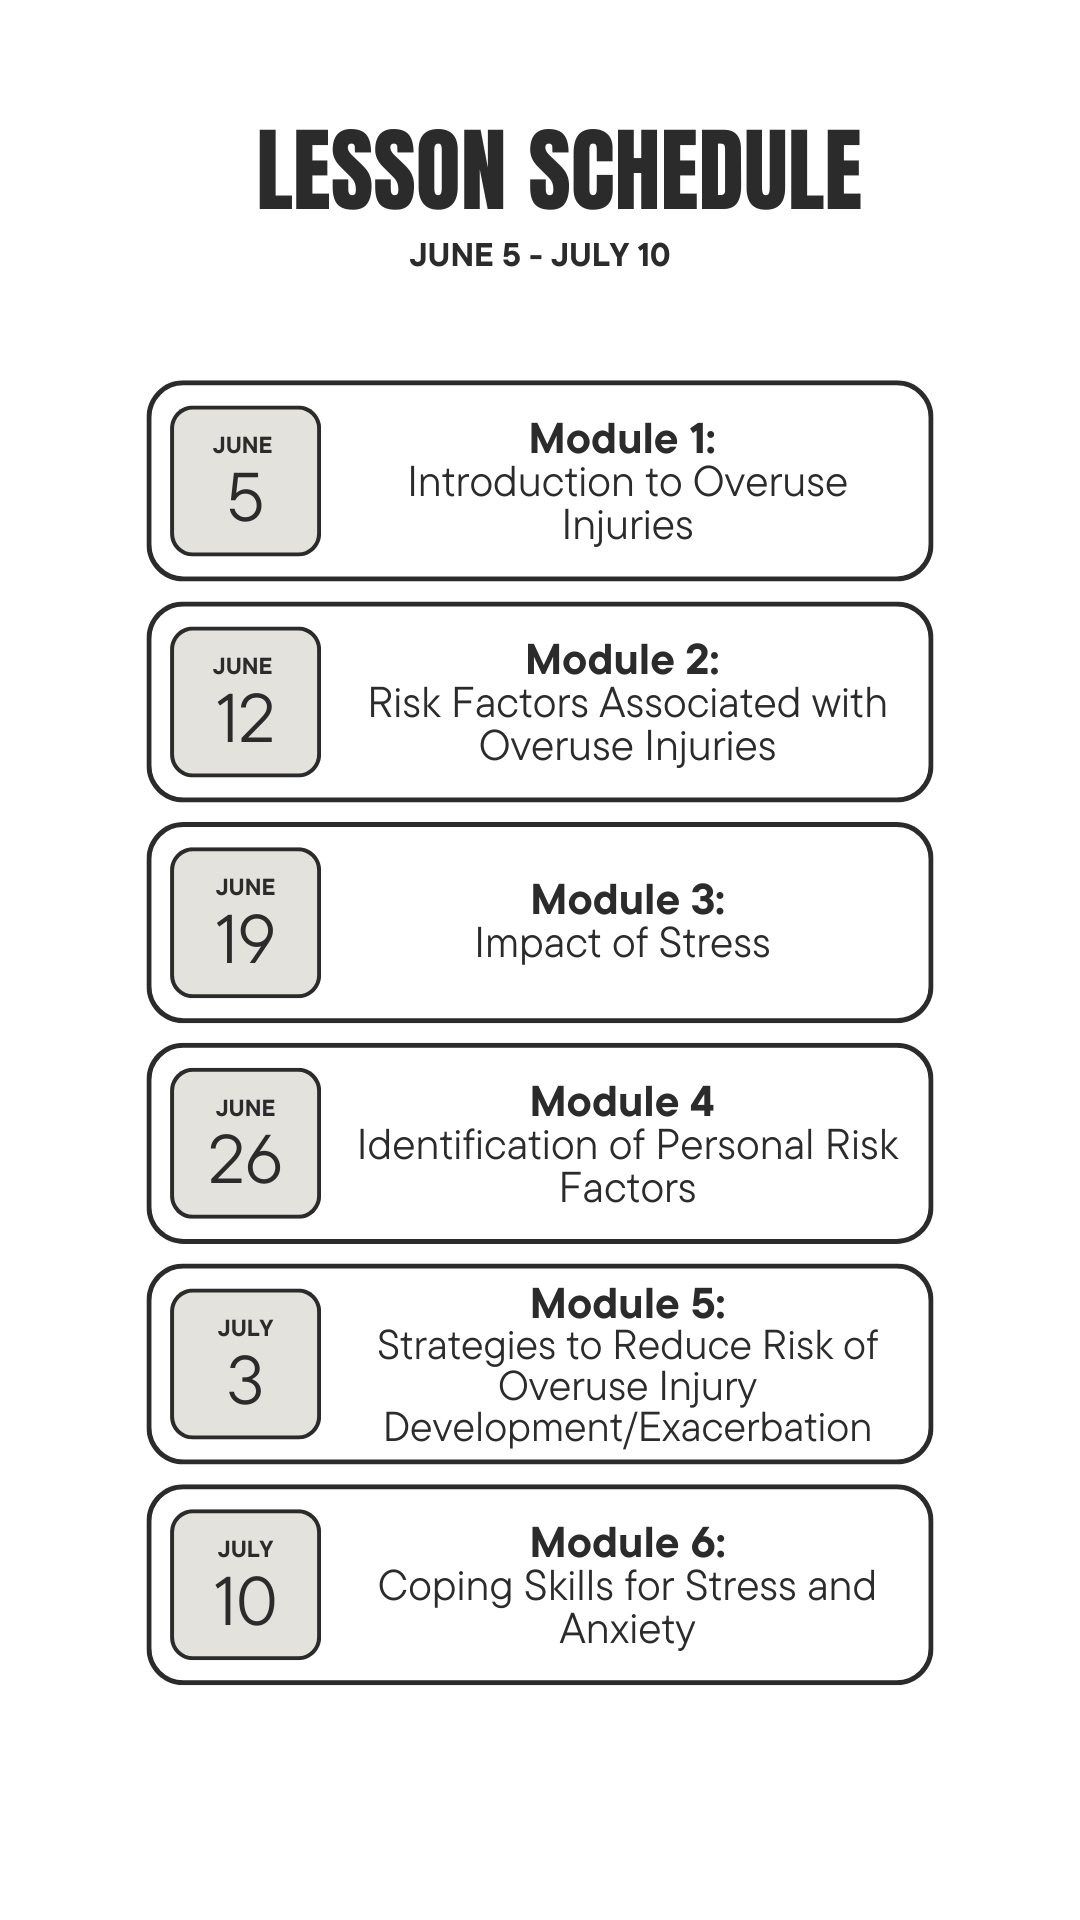 LESSON SCHEDULE
JUNE 5 - JULY 10
JUNE
5
Module 1:
Introduction to Overuse
Injuries
JUNE
12
Module 2:
Risk Factors Associated with
Overuse Injuries
JUNE
19
Module 3:
Impact of Stress
JUNE
26
Module 4
Identification of Personal Risk
Factors
JULY
3
Module 5:
Strategies to Reduce Risk of
Overuse Injury
Development/Exacerbation
JULY
10
Module 6:
Coping Skills for Stress and
Anxiety